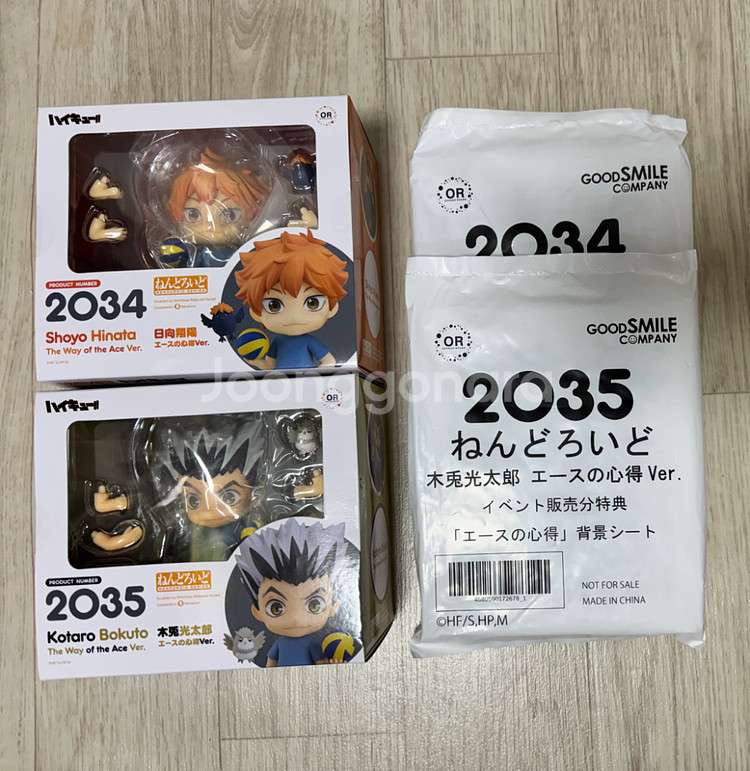 ハイキュー!!
OR
PRODUCT NUMBER
2034
ねんどろいど
NENDOROID SERIES
Shoyo Hinata
The Way of the Ace Ver.
日向翔陽
エースの心得Ver.
ハイキュー!!
OR
PRODUCT NUMBER
2035
ねんどろいど
NENDOROID SERIES
Kotaro Bokuto
The Way of the Ace Ver.
木兎光太郎
エースの心得Ver.
OR
GOODSMILE
COMPANY
2034
OR
GOODSMILE
COMPANY
2035
ねんどろいど
木兎光太郎 エースの心得 Ver.
イベント販売分特典
「エースの心得」背景シート
NOT FOR SALE
MADE IN CHINA
©HF/S,HP,M
Joonggonara